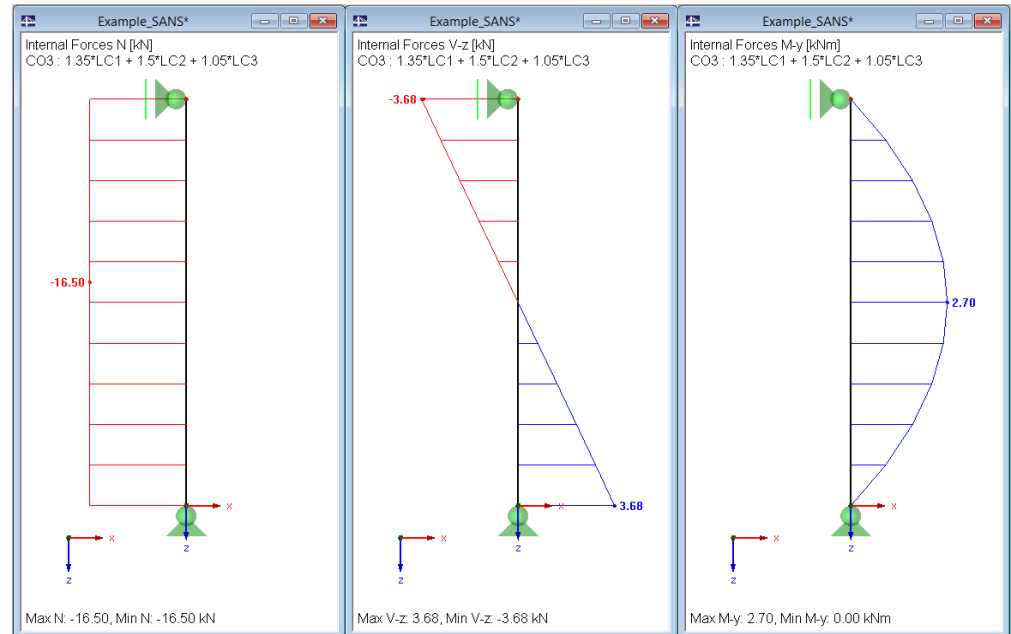 Example_SANS*
Internal Forces N [kN]
CO3 : 1.35*LC1 + 1.5*LC2 + 1.05*LC3
-16.50
x
z
x
z
Max N: -16.50, Min N: -16.50 kN
Example_SANS*
Internal Forces V-z [kN]
CO3 : 1.35*LC1 + 1.5*LC2 + 1.05*LC3
-3.68
3.68
x
z
x
z
Max V-z: 3.68, Min V-z: -3.68 kN
Example_SANS*
Internal Forces M-y [kNm]
CO3 : 1.35*LC1 + 1.5*LC2 + 1.05*LC3
2.70
x
z
x
z
Max M-y: 2.70, Min M-y: 0.00 kNm